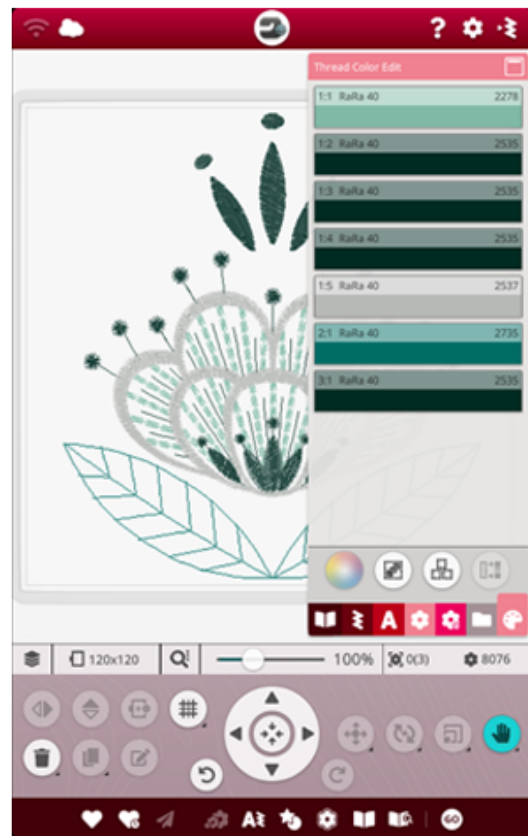 ?
Thread Color Edit
1:1 RaRa 40 2278
1:2 RaRa 40 2535
1:3 RaRa 40 2535
1:4 RaRa 40 2535
1:5 RaRa 40 2537
2:1 RaRa 40 2735
3:1 RaRa 40 2535
A
120x120 100% 0(3) 8076
A GO